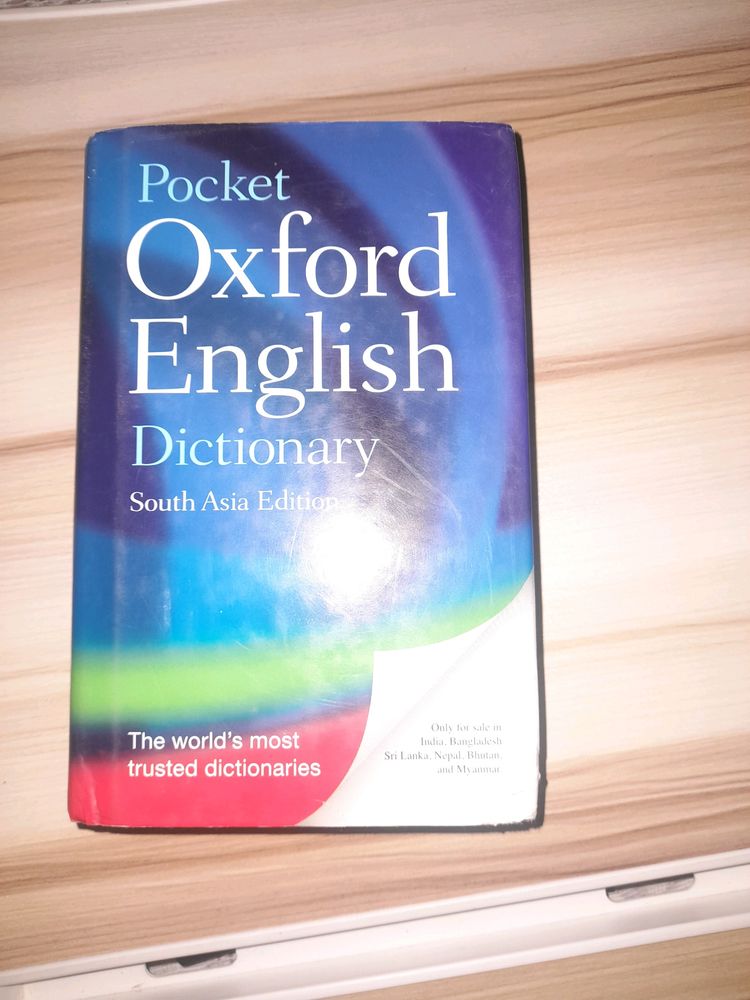 Pocket
Oxford
English
Dictionary
South Asia Edition
The world's most
trusted dictionaries
Only for sale in
India, Bangladesh
Sri Lanka, Nepal, Bhutan,
and Myanmar